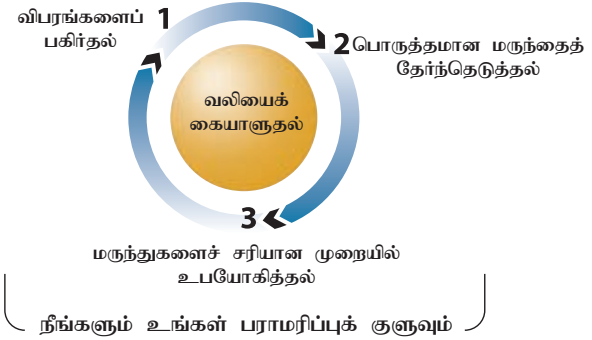 விபரங்களைப்
பகிர்தல்
1
2
பொருத்தமான மருந்தைத்
தேர்ந்தெடுத்தல்
வலியைக்
கையாளுதல்
3
மருந்துகளைச் சரியான முறையில்
உபயோகித்தல்
நீங்களும் உங்கள் பராமரிப்புக் குளுவும்